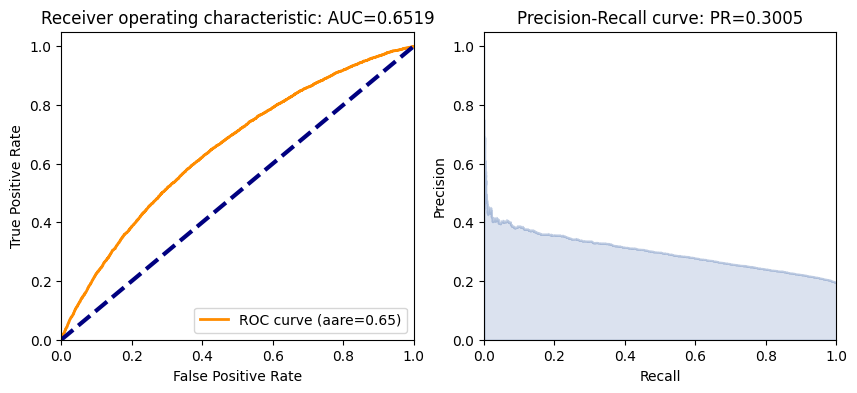 Receiver operating characteristic: AUC=0.6519
1.0
0.8
0.6
0.4
0.2
0.0
True Positive Rate
ROC curve (aare=0.65)
0.0 0.2 0.4 0.6 0.8 1.0
False Positive Rate
Precision-Recall curve: PR=0.3005
1.0
0.8
0.6
0.4
0.2
0.0
Precision
0.0 0.2 0.4 0.6 0.8 1.0
Recall